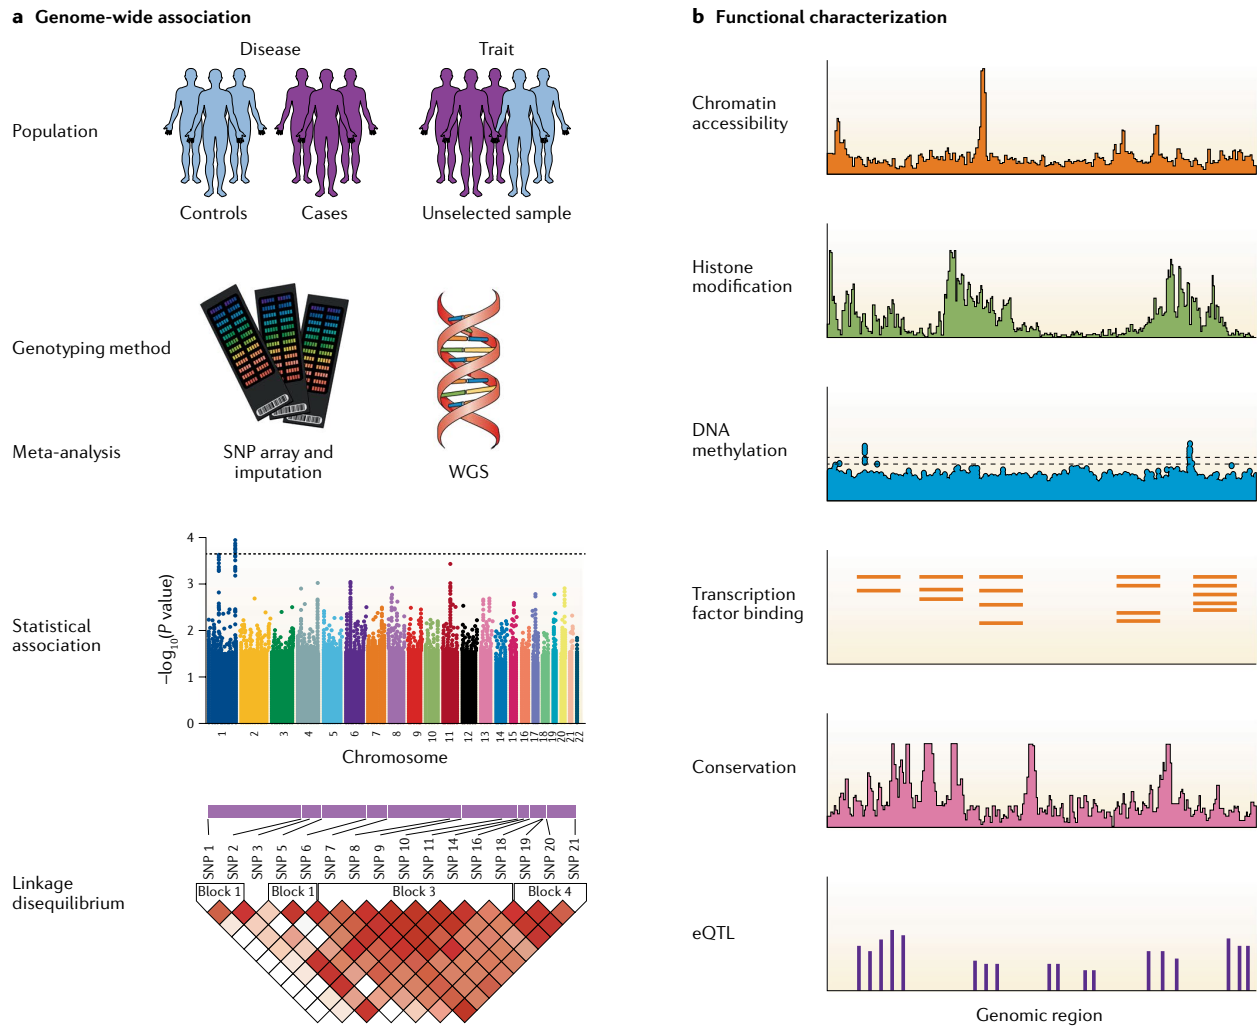 a Genome-wide association
Disease
Trait
Population
Controls
Cases
Unselected sample
Genotyping method
Meta-analysis
SNP array and
imputation
WGS
Statistical
association
–log10(P value)
4
3
2
1
0
1
2
3
4
5
6
7
8
9
10
11
12
13
14
15
16
17
18
19
20
21
22
Chromosome
SNP 1
SNP 2
SNP 3
SNP 5
SNP 6
SNP 7
SNP 8
SNP 9
SNP 10
SNP 11
SNP 14
SNP 16
SNP 18
SNP 19
SNP 20
SNP 21
Linkage
disequilibrium
Block 1
Block 1
Block 3
Block 4
b Functional characterization
Chromatin
accessibility
Histone
modification
DNA
methylation
Transcription
factor binding
Conservation
eQTL
Genomic region